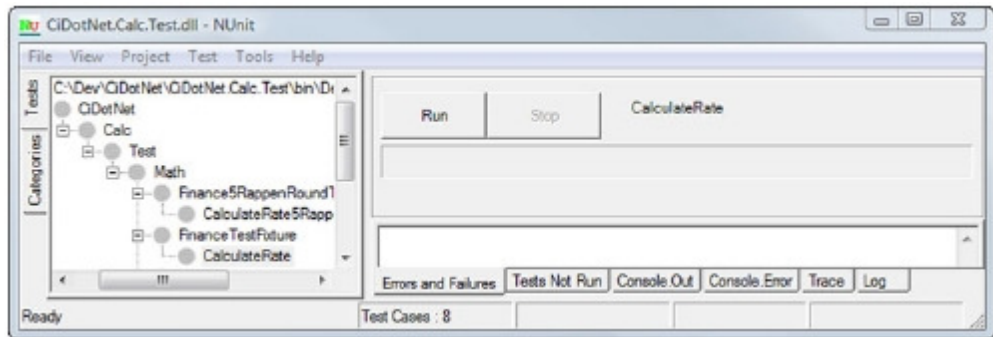 NU CiDotNet.Calc.Test.dll - NUnit
File View Project Test Tools Help
Tests
Categories
C:\Dev\CiDotNet\CiDotNet.Calc.Test\bin\De
CiDotNet
Calc
Test
Math
Finance5RappenRoundT
CalculateRate5Rapp
FinanceTestFixture
CalculateRate
Run
Stop
CalculateRate
Errors and Failures
Tests Not Run
Console.Out
Console.Error
Trace
Log
Ready
Test Cases : 8